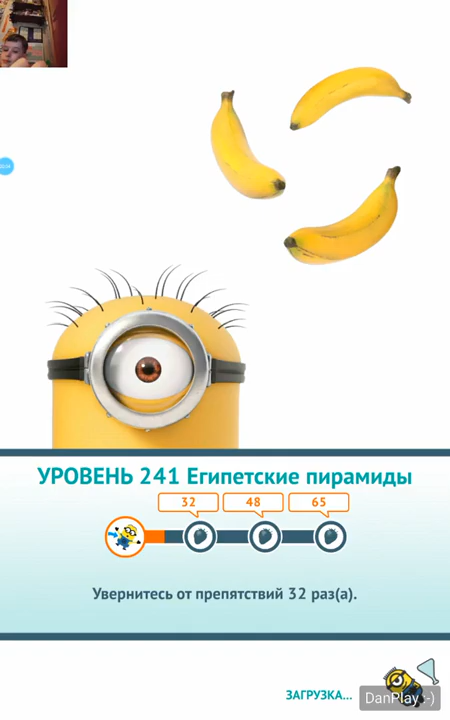 УРОВЕНЬ 241 Египетские пирамиды
32 48 65
Увернитесь от препятствий 32 раз(а).
ЗАГРУЗКА...
DanPlay :-)